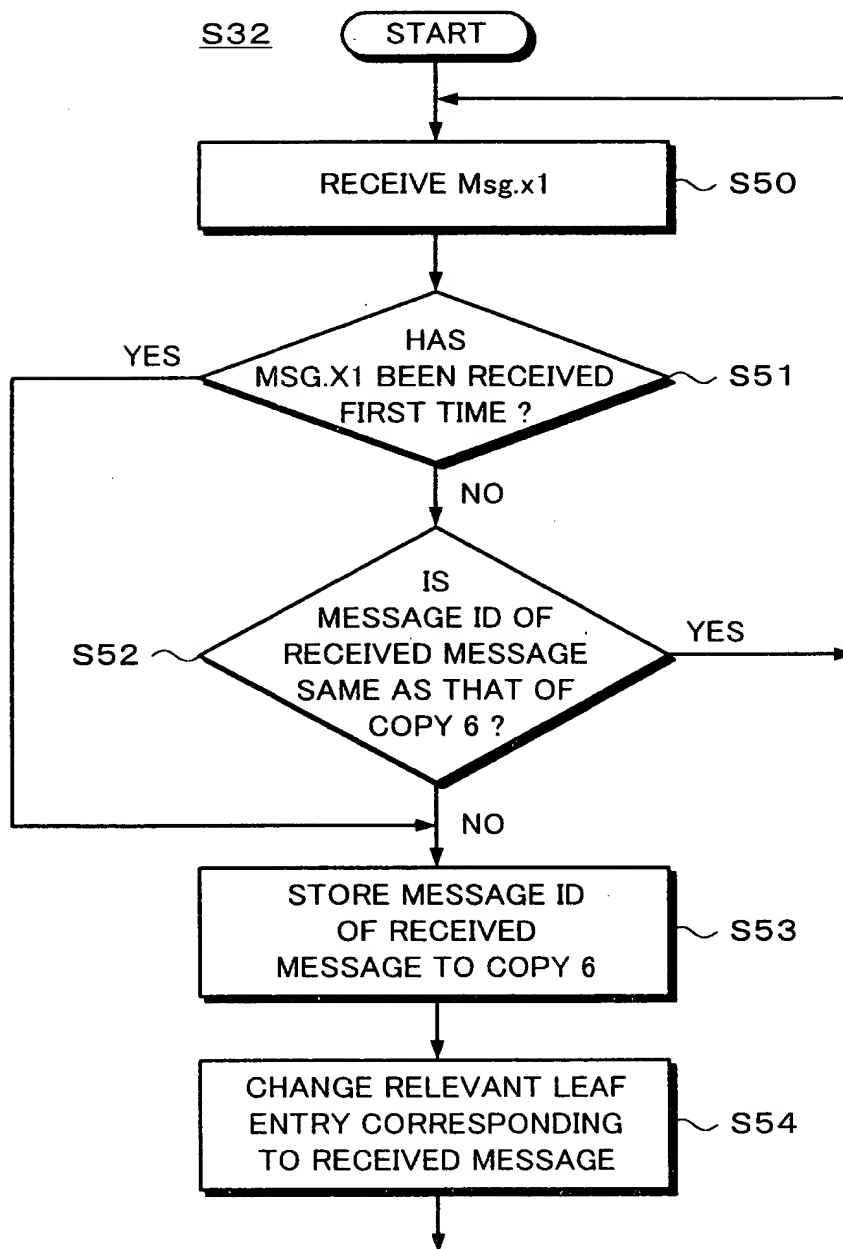 S32
START
RECEIVE Msg.x1
S50
HAS
MSG.X1 BEEN RECEIVED
FIRST TIME ?
S51
YES
NO
IS
MESSAGE ID OF
RECEIVED MESSAGE
SAME AS THAT OF
COPY 6 ?
S52
YES
NO
STORE MESSAGE ID
OF RECEIVED
MESSAGE TO COPY 6
S53
CHANGE RELEVANT LEAF
ENTRY CORRESPONDING
TO RECEIVED MESSAGE
S54